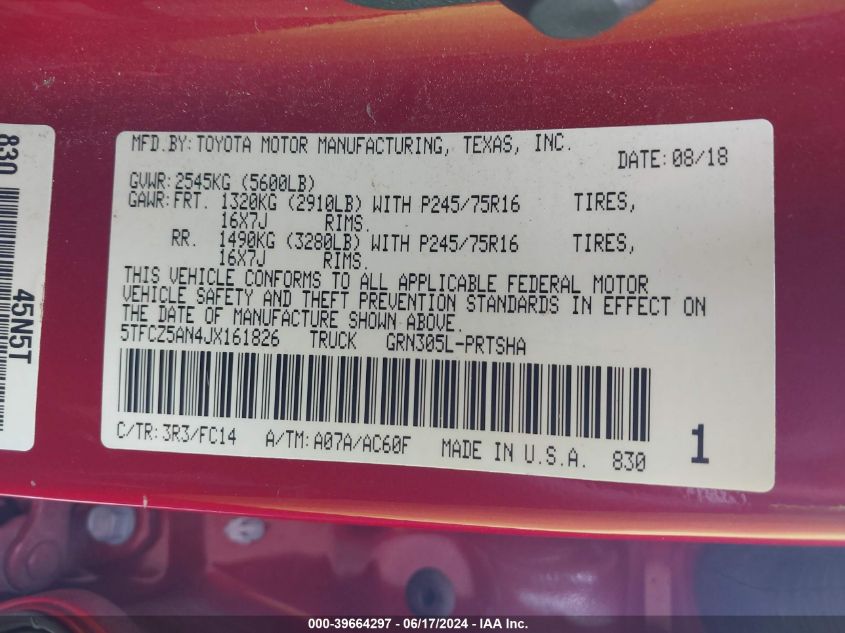 MFD.BY: TOYOTA MOTOR MANUFACTURING, TEXAS, INC.
DATE: 08/18
GVWR: 2545KG (5600LB)
GAWR: FRT. 1320KG (2910LB) WITH P245/75R16 TIRES,
16X7J RIMS.
RR. 1490KG (3280LB) WITH P245/75R16 TIRES,
16X7J RIMS.
THIS VEHICLE CONFORMS TO ALL APPLICABLE FEDERAL MOTOR
VEHICLE SAFETY AND THEFT PREVENTION STANDARDS IN EFFECT ON
THE DATE OF MANUFACTURE SHOWN ABOVE.
5TFCZ5AN4JX161826 TRUCK GRN305L-PRTSHA
C/TR: 3R3/FC14 A/TM: A07A/AC60F MADE IN U.S.A. 830
1
830
45N5T
000-39664297 - 06/17/2024 - IAA Inc.